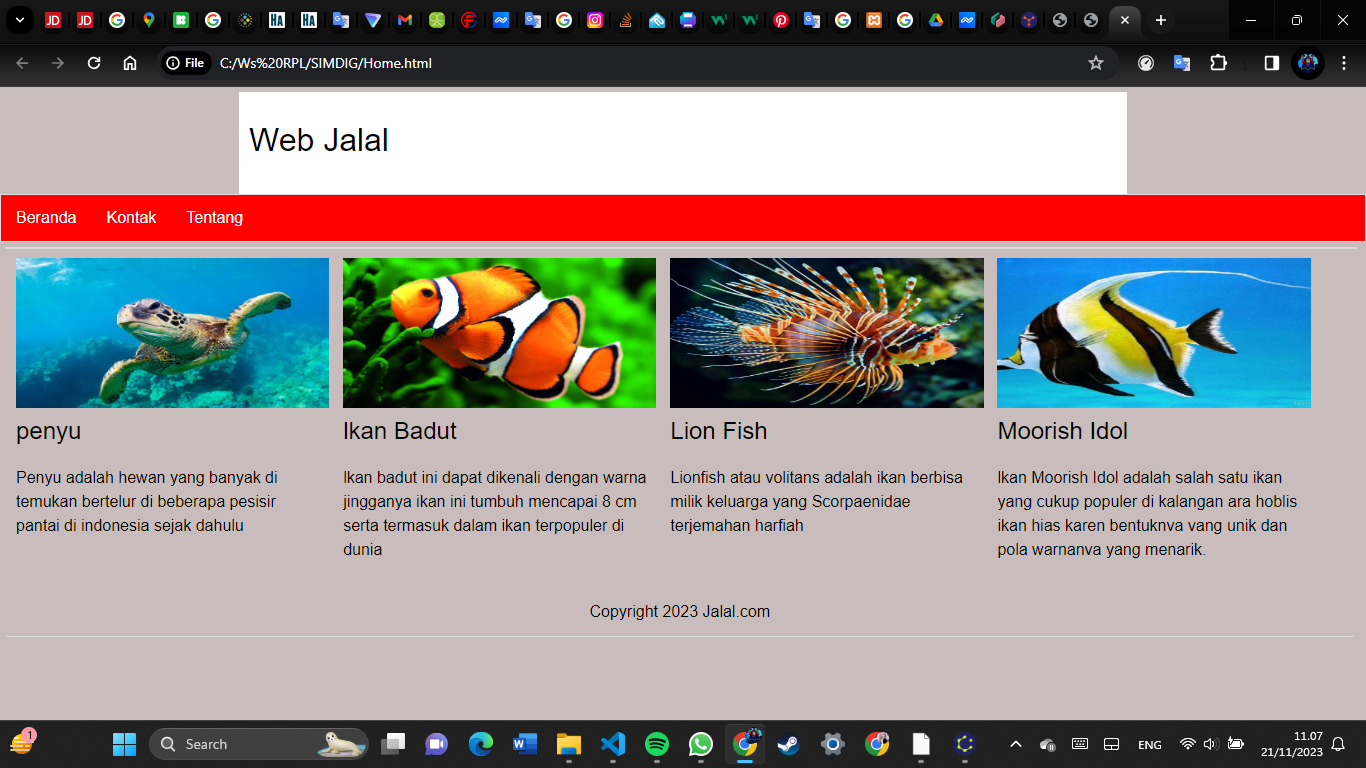 JD
JD
HA
HA
File
C:/Ws%20RPL/SIMDIG/Home.html
Web Jalal
Beranda Kontak Tentang
penyu
Penyu adalah hewan yang banyak di
temukan bertelur di beberapa pesisir
pantai di indonesia sejak dahulu
Ikan Badut
Ikan badut ini dapat dikenali dengan warna
jingganya ikan ini tumbuh mencapai 8 cm
serta termasuk dalam ikan terpopuler di
dunia
Lion Fish
Lionfish atau volitans adalah ikan berbisa
milik keluarga yang Scorpaenidae
terjemahan harfiah
Moorish Idol
Ikan Moorish Idol adalah salah satu ikan
yang cukup populer di kalangan ara hoblis
ikan hias karen bentuknva vang unik dan
pola warnanva yang menarik.
Copyright 2023 Jalal.com
1
Search
ENG
11.07
21/11/2023